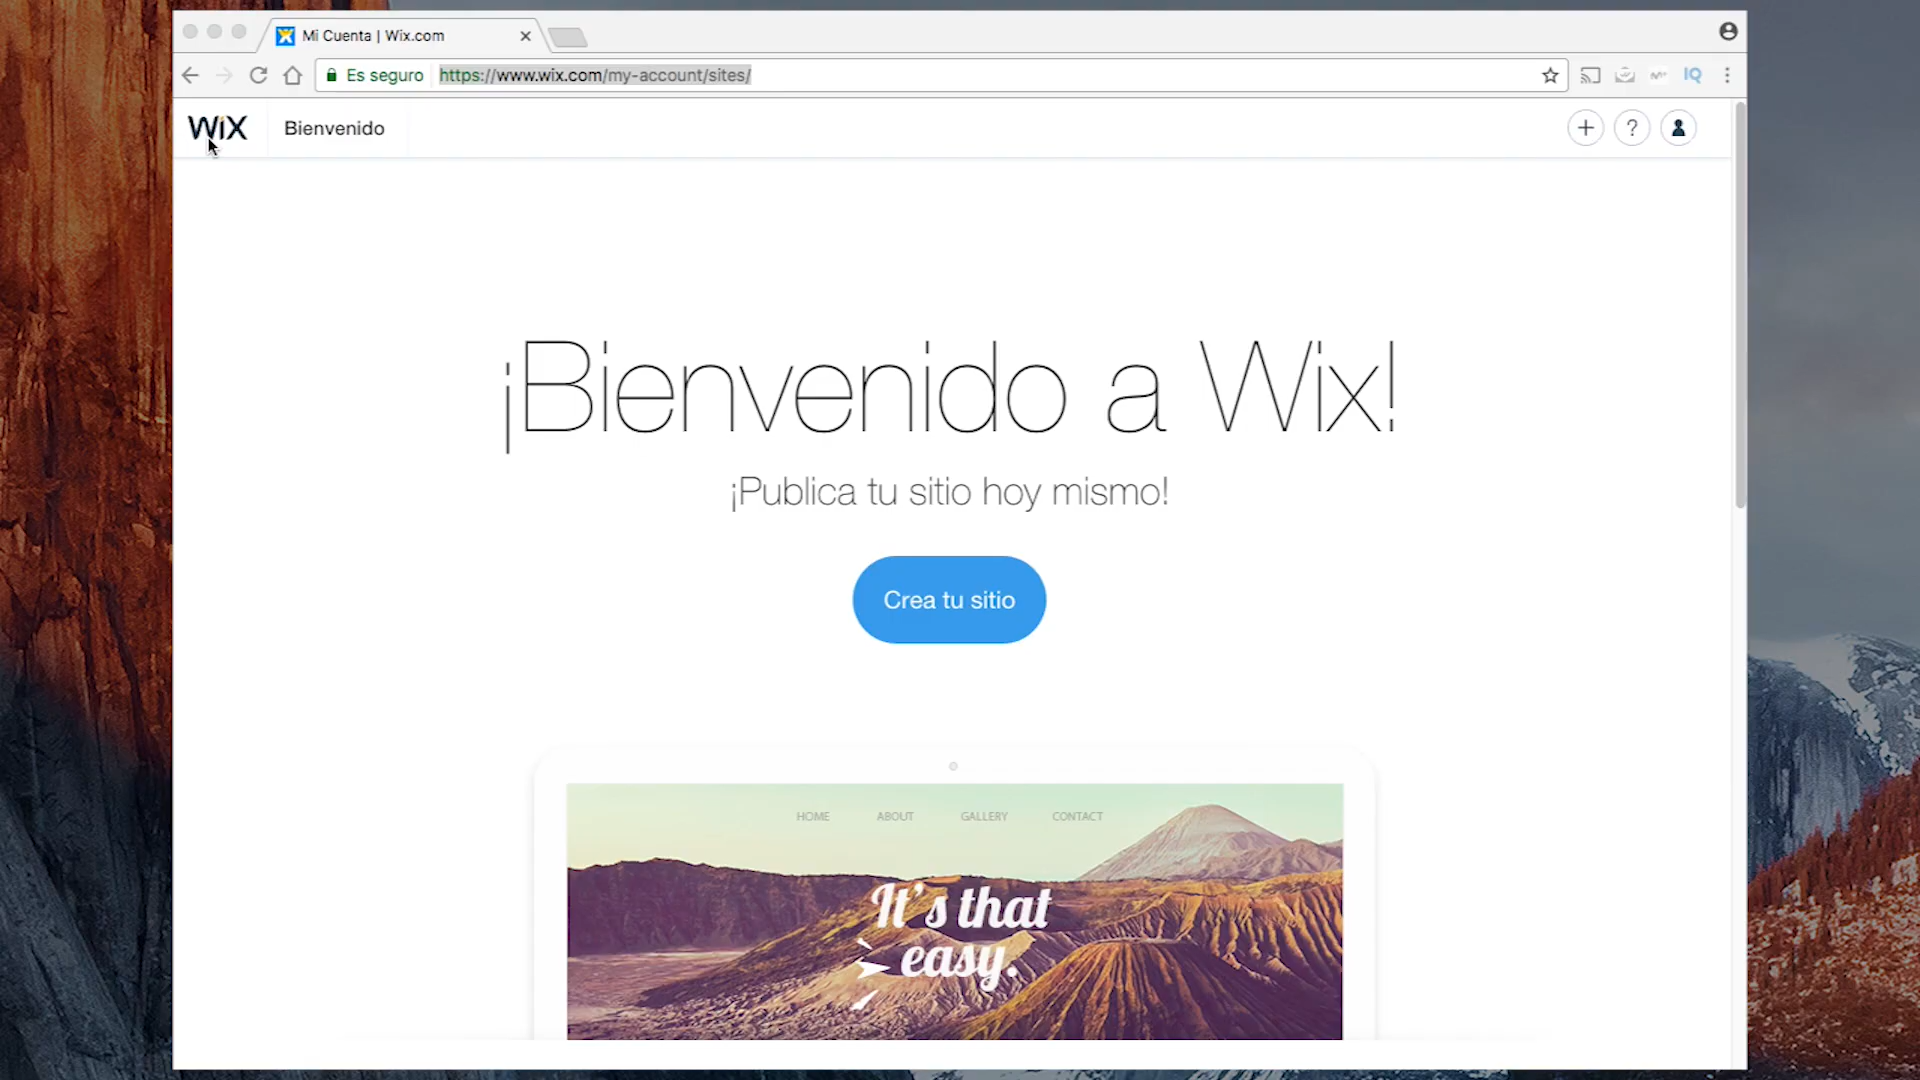 Mi Cuenta | Wix.com
Es seguro https://www.wix.com/my-account/sites/
IQ
WiX Bienvenido
?
¡Bienvenido a Wix!
¡Publica tu sitio hoy mismo!
Crea tu sitio
HOME ABOUT GALLERY CONTACT
It's that
easy.